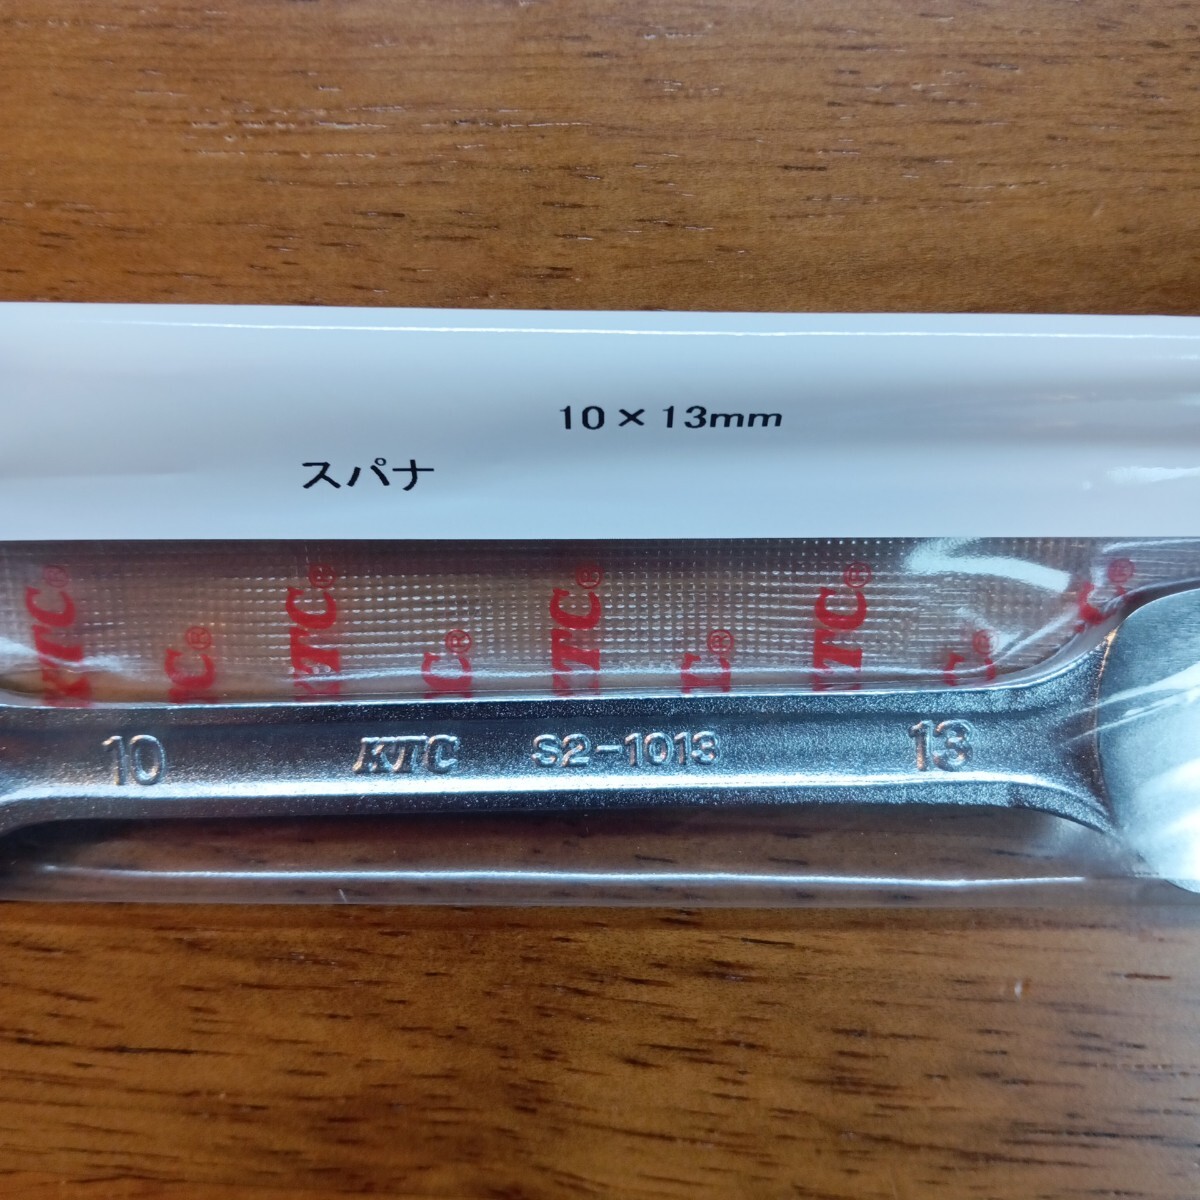 10×13mm
スパナ
KTC® KTC® KTC® KTC® C®
C® C® C® C®
10 KTC S2-1013 13